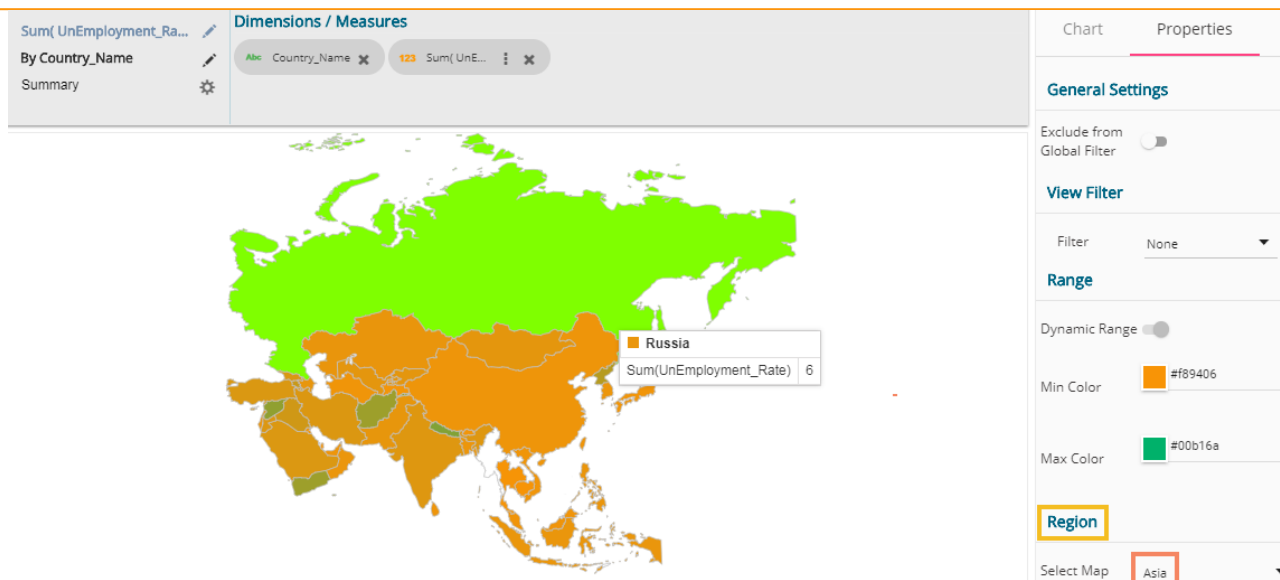 Sum( UnEmployment_Ra...
By Country_Name
Summary
Dimensions / Measures
Abc Country_Name
123 Sum( UnE...
Russia
Sum(UnEmployment_Rate) 6
Chart Properties
General Settings
Exclude from
Global Filter
View Filter
Filter None
Range
Dynamic Range
Min Color #f89406
Max Color #00b16a
Region
Select Map Asia